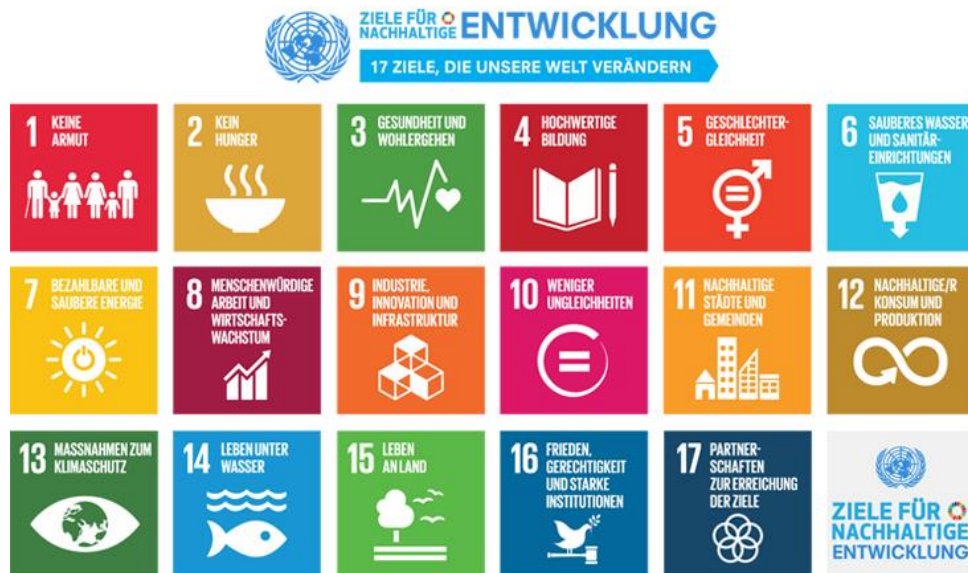 ZIELE FÜR
NACHHALTIGE
ENTWICKLUNG
17 ZIELE, DIE UNSERE WELT VERÄNDERN
1 KEINE
ARMUT
2 KEIN
HUNGER
3 GESUNDHEIT UND
WOHLERGEHEN
4 HOCHWERTIGE
BILDUNG
5 GESCHLECHTER-
GLEICHHEIT
6 SAUBERES WASSER
UND SANITÄR-
EINRICHTUNGEN
7 BEZAHLBARE UND
SAUBERE ENERGIE
8 MENSCHENWÜRDIGE
ARBEIT UND
WIRTSCHAFTS-
WACHSTUM
9 INDUSTRIE,
INNOVATION UND
INFRASTRUKTUR
10 WENIGER
UNGLEICHHEITEN
11 NACHHALTIGE
STÄDTE UND
GEMEINDEN
12 NACHHALTIGE/R
KONSUM UND
PRODUKTION
13 MASSNAHMEN ZUM
KLIMASCHUTZ
14 LEBEN UNTER
WASSER
15 LEBEN
AN LAND
16 FRIEDEN,
GERECHTIGKEIT
UND STARKE
INSTITUTIONEN
17 PARTNER-
SCHAFTEN
ZUR ERREICHUNG
DER ZIELE
ZIELE FÜR
NACHHALTIGE
ENTWICKLUNG